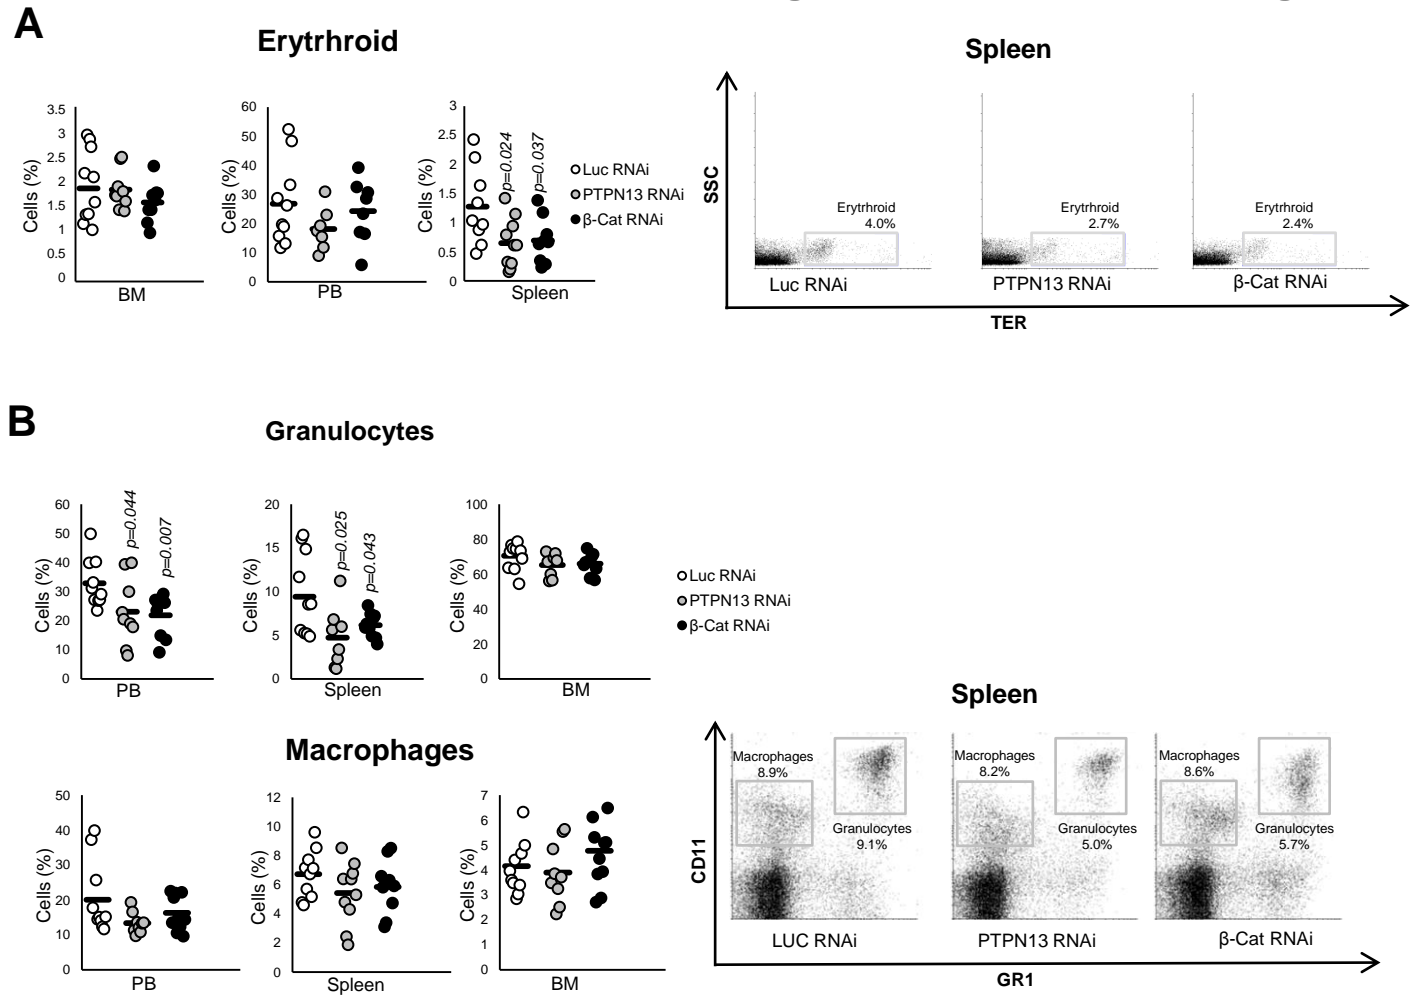 A
Erytrhroid
Spleen
3.5
3
2.5
2
1.5
1
0.5
0
Cells (%)
BM
60
50
40
30
20
10
0
Cells (%)
PB
3
2.5
2
1.5
1
0.5
0
Cells (%)
p=0.024
p=0.037
Spleen
Luc RNAi
PTPN13 RNAi
β-Cat RNAi
SSC
Erytrhroid
4.0%
Luc RNAi
Erytrhroid
2.7%
PTPN13 RNAi
Erytrhroid
2.4%
β-Cat RNAi
TER
B
Granulocytes
60
50
40
30
20
10
0
Cells (%)
p=0.044
p=0.007
PB
20
15
10
5
0
Cells (%)
p=0.025
p=0.043
Spleen
100
80
60
40
20
0
Cells (%)
BM
Luc RNAi
PTPN13 RNAi
β-Cat RNAi
Macrophages
50
40
30
20
10
0
Cells (%)
PB
12
10
8
6
4
2
0
Cells (%)
Spleen
7
6
5
4
3
2
1
0
Cells (%)
BM
Spleen
CD11
Macrophages
8.9%
Granulocytes
9.1%
LUC RNAi
Macrophages
8.2%
Granulocytes
5.0%
PTPN13 RNAi
Macrophages
8.6%
Granulocytes
5.7%
β-Cat RNAi
GR1